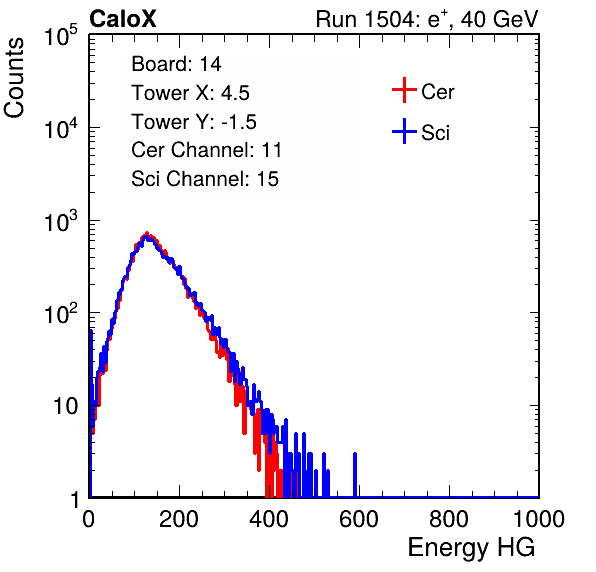 CaloX Run 1504: e⁺, 40 GeV
Counts
10⁵
10⁴
10³
10²
10
1
Board: 14
Tower X: 4.5
Tower Y: -1.5
Cer Channel: 11
Sci Channel: 15
Cer
Sci
0 200 400 600 800 1000
Energy HG